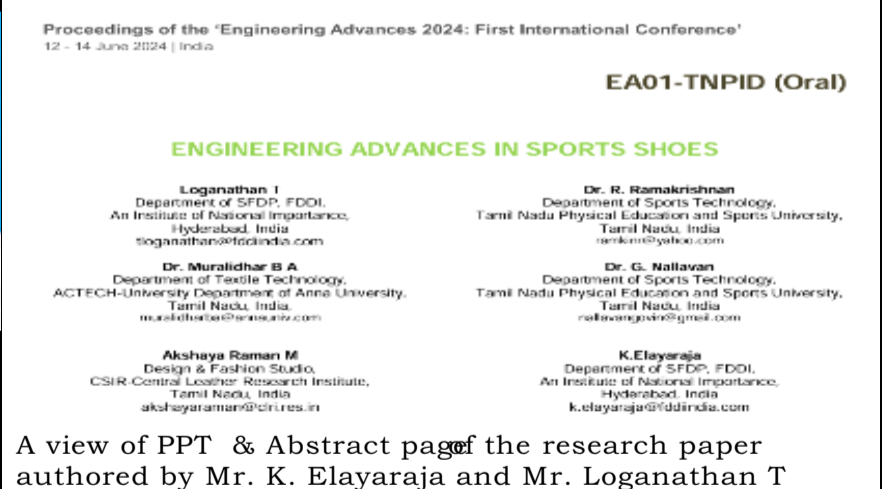 Proceedings of the 'Engineering Advances 2024: First International Conference'
12 - 14 June 2024 | India
EA01-TNPID (Oral)
ENGINEERING ADVANCES IN SPORTS SHOES
Loganathan T
Department of SFDP, FDDI,
An Institute of National Importance,
Hyderabad, India
tloganathan@fddiindia.com
Dr. R. Ramakrishnan
Department of Sports Technology,
Tamil Nadu Physical Education and Sports University,
Tamil Nadu, India
Dr. Muralidhar B A
Department of Textile Technology,
ACTECH-University Department of Anna University,
Tamil Nadu, India,
Dr. G. Nallavan
Department of Sports Technology,
Tamil Nadu Physical Education and Sports University,
Tamil Nadu, India
nallavangovin@gmail.com
Akshaya Raman M
Design & Fashion Studio,
CSIR-Central Leather Research Institute,
Tamil Nadu, India
akshayaraman@clri.res.in
K.Elayaraja
Department of SFDP, FDDI,
An Institute of National Importance,
Hyderabad, India
k.elayaraja@fddiindia.com
A view of PPT & Abstract page of the research paper
authored by Mr. K. Elayaraja and Mr. Loganathan T